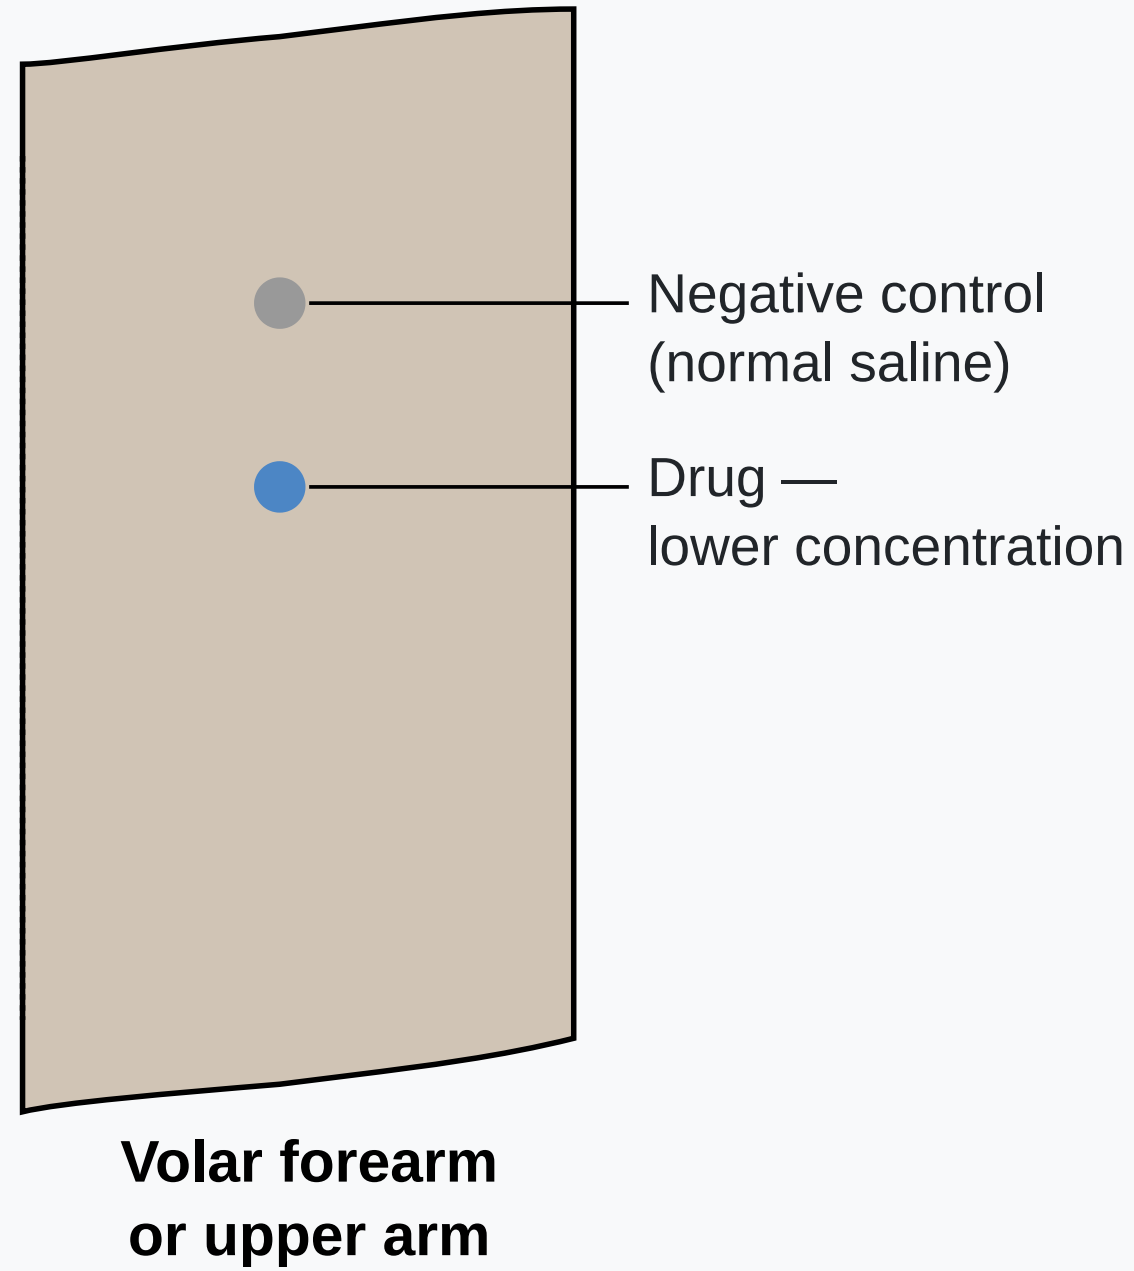 Negative control
(normal saline)
Drug —
lower concentration
Volar forearm
or upper arm